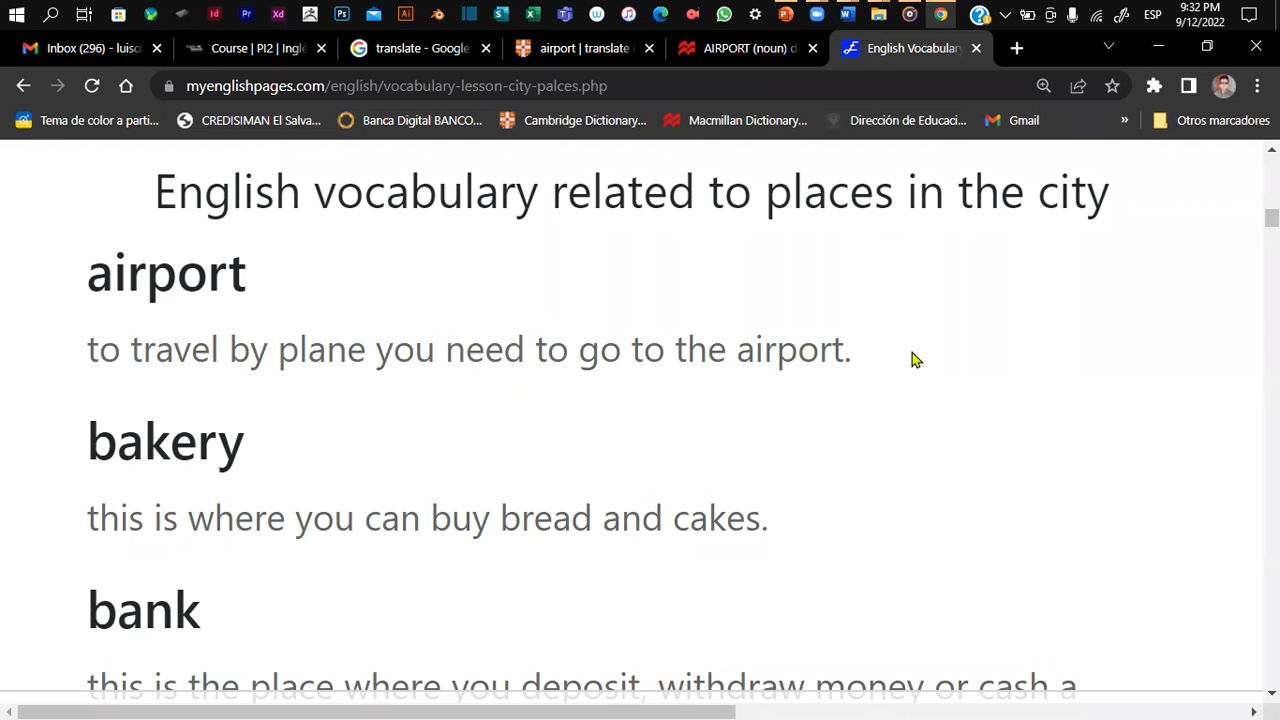 9:32 PM
ESP
9/12/2022
Inbox (296) - luisc
Course | PI2 | Inglé
translate - Google
airport | translate
AIRPORT (noun) d
English Vocabulary
myenglishpages.com/english/vocabulary-lesson-city-palces.php
Tema de color a parti...
CREDISIMAN El Salva...
Banca Digital BANCO...
Cambridge Dictionary...
Macmillan Dictionary...
Dirección de Educaci...
Gmail
»
Otros marcadores
English vocabulary related to places in the city
airport
to travel by plane you need to go to the airport.
bakery
this is where you can buy bread and cakes.
bank
this is the place where you deposit, withdraw money or cash a